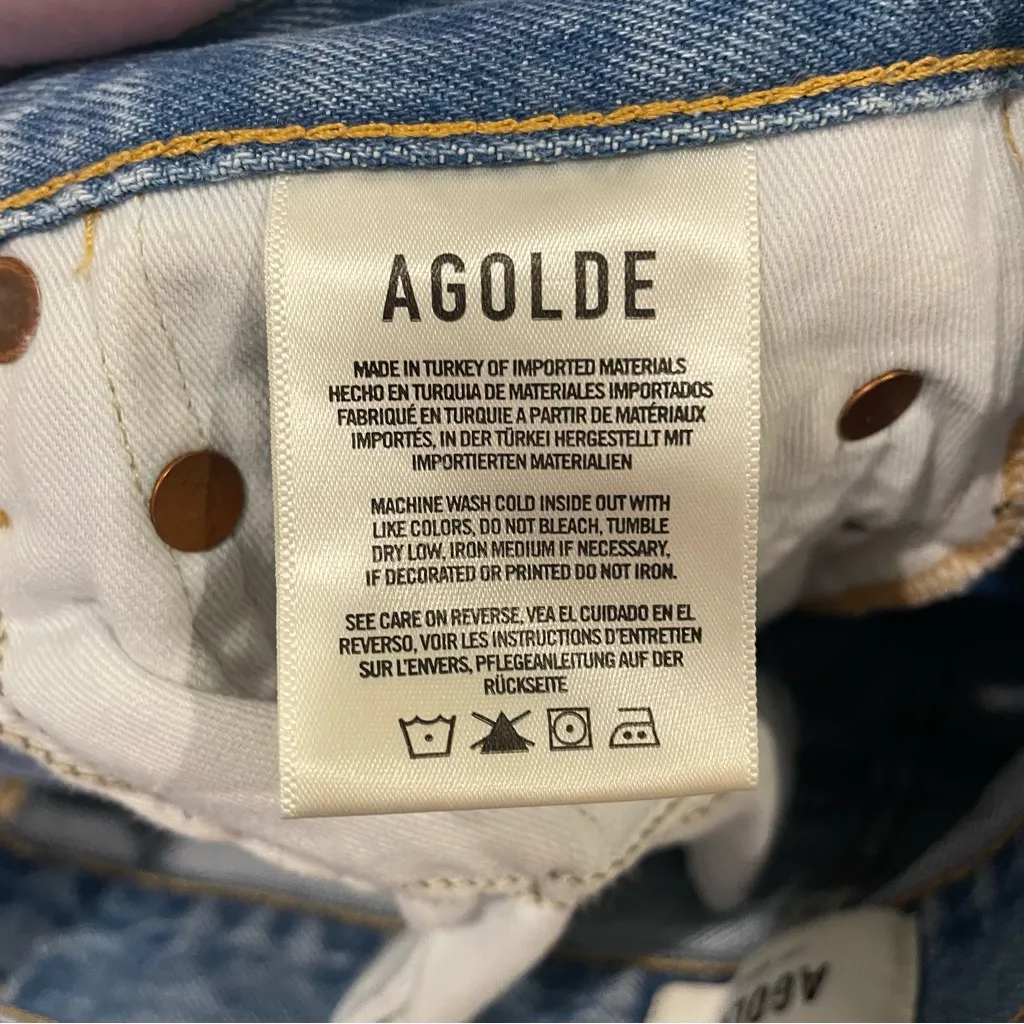 AGOLDE
MADE IN TURKEY OF IMPORTED MATERIALS
HECHO EN TURQUIA DE MATERIALES IMPORTADOS
FABRIQUÉ EN TURQUIE A PARTIR DE MATÉRIAUX
IMPORTÉS, IN DER TÜRKEI HERGESTELLT MIT
IMPORTIERTEN MATERIALIEN
MACHINE WASH COLD INSIDE OUT WITH
LIKE COLORS, DO NOT BLEACH, TUMBLE
DRY LOW, IRON MEDIUM IF NECESSARY,
IF DECORATED OR PRINTED DO NOT IRON.
SEE CARE ON REVERSE, VEA EL CUIDADO EN EL
REVERSO, VOIR LES INSTRUCTIONS D'ENTRETIEN
SUR L'ENVERS, PFLEGEANLEITUNG AUF DER
RÜCKSEITE